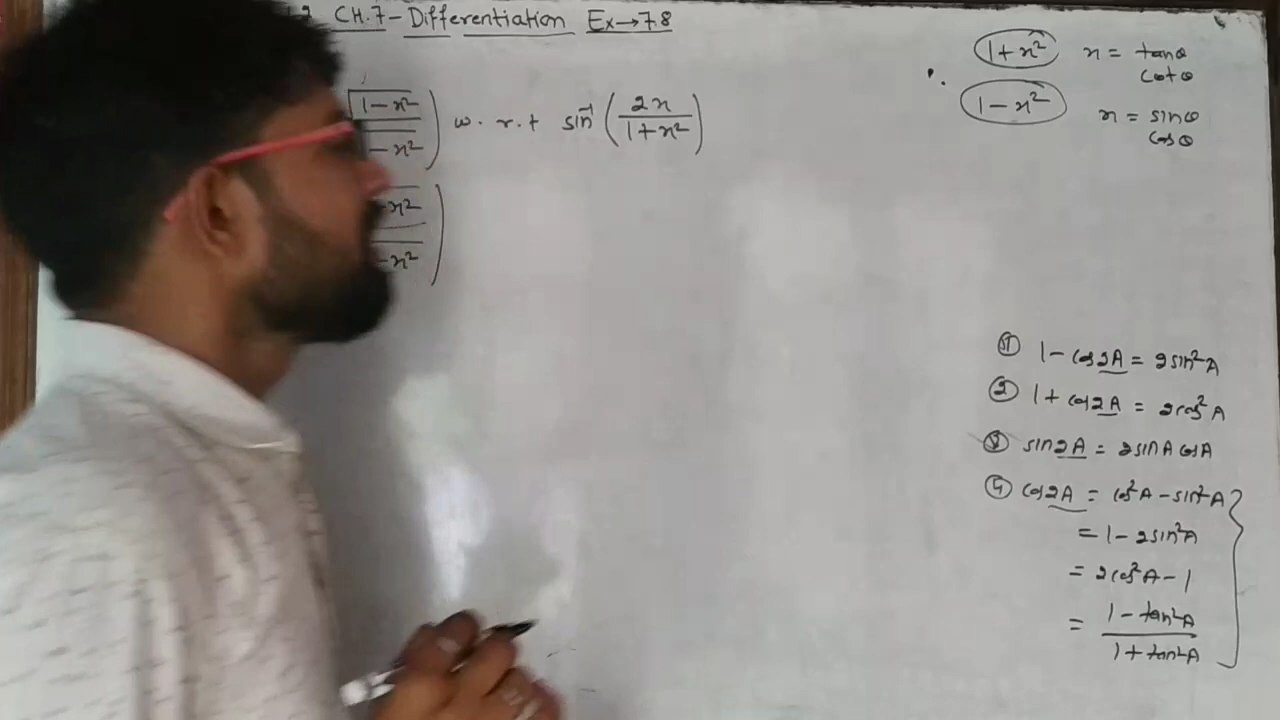 CH.7 - Differentiation Ex→7.8
√1-x² ) w.r.t sin⁻¹ ( 2x / 1+x² )
-x²
+x² )
-x²
1+x² x = tanθ
cotθ
1-x²
x = sinθ
cosθ
① 1 - cos2A = 2sin²A
② 1 + cos2A = 2cos²A
③ sin2A = 2sinA cosA
④ cos2A = cos²A - sin²A
= 1 - 2sin²A
= 2cos²A - 1
= 1 - tan²A / 1 + tan²A